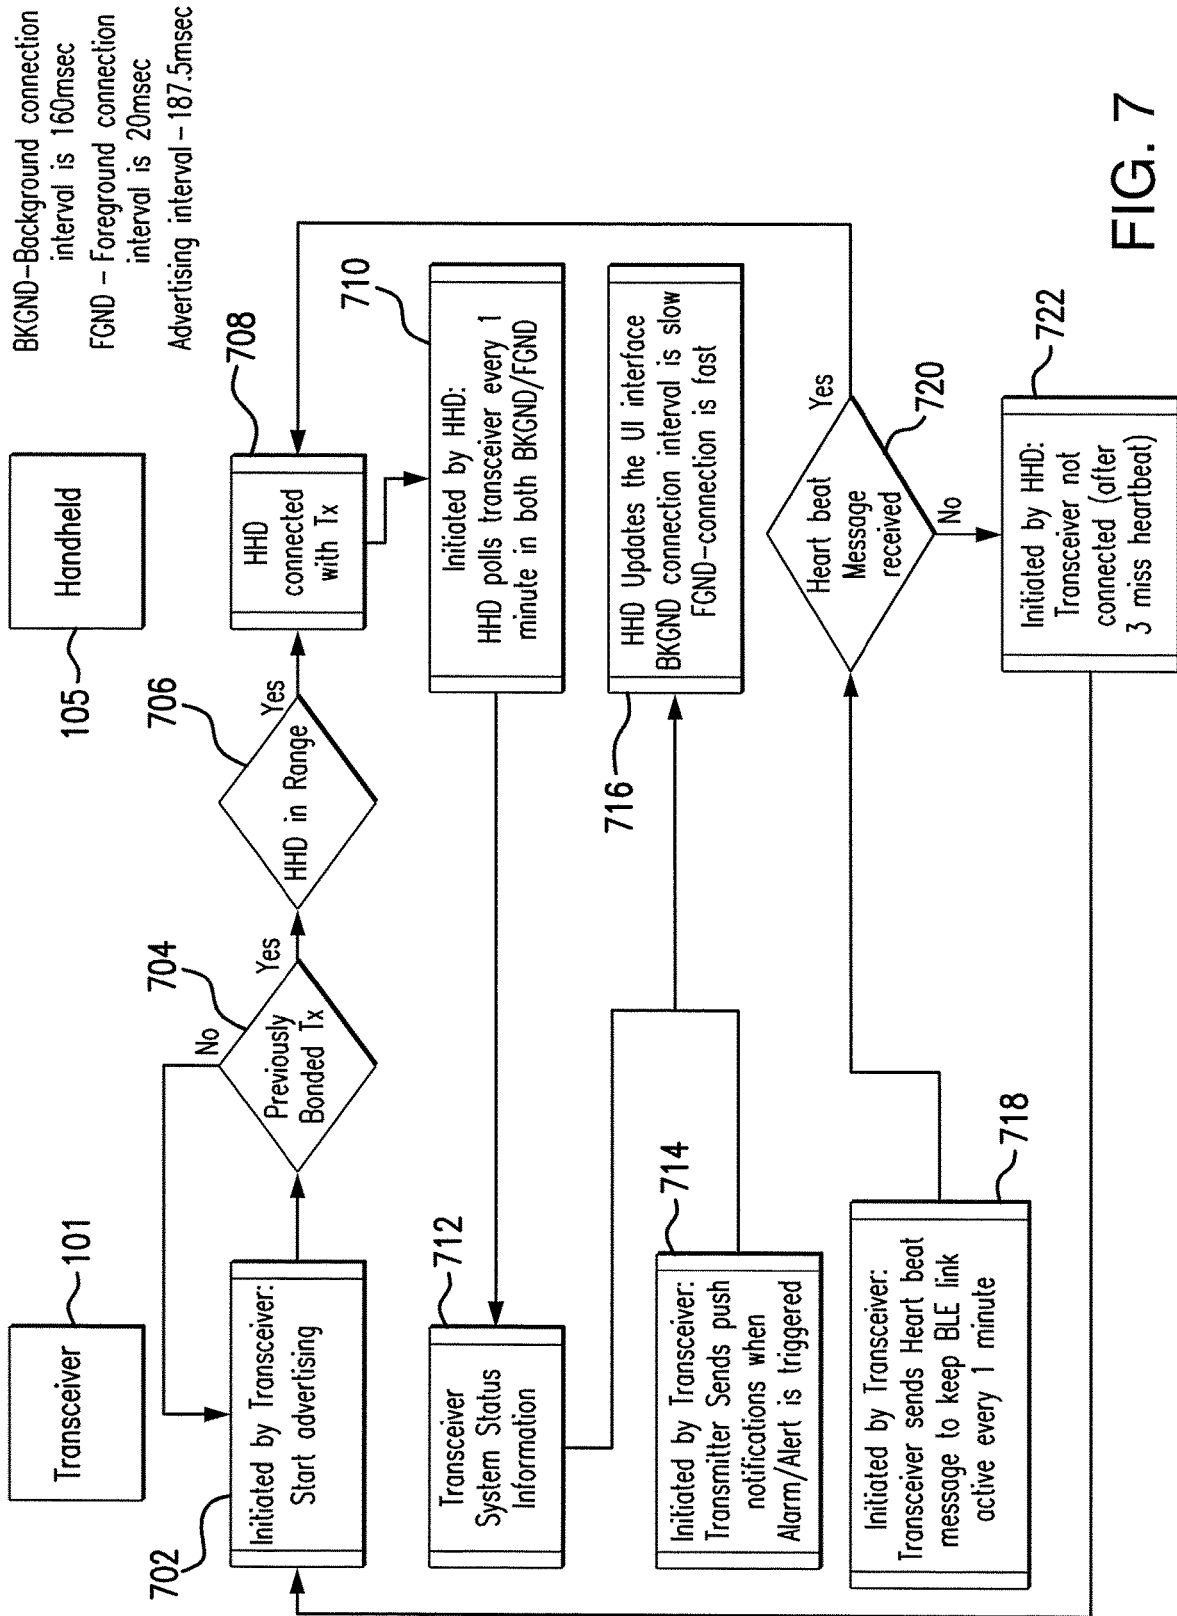 BKGND-Background connection
interval is 160msec
FGND - Foreground connection
interval is 20msec
Advertising interval - 187.5msec
Transceiver
101
Handheld
105
702
Initiated by Transceiver:
Start advertising
704
Previously
Bonded Tx
No
Yes
706
HHD in Range
Yes
708
HHD
connected
with Tx
710
Initiated by HHD:
HHD polls transceiver every 1
minute in both BKGND/FGND
712
Transceiver
System Status
Information
714
Initiated by Transceiver:
Transmitter Sends push
notifications when
Alarm/Alert is triggered
716
HHD Updates the UI interface
BKGND connection interval is slow
FGND-connection is fast
718
Initiated by Transceiver:
Transceiver sends Heart beat
message to keep BLE link
active every 1 minute
Heart beat
Message
received
Yes
720
No
722
Initiated by HHD:
Transceiver not
connected (after
3 miss heartbeat)
FIG. 7